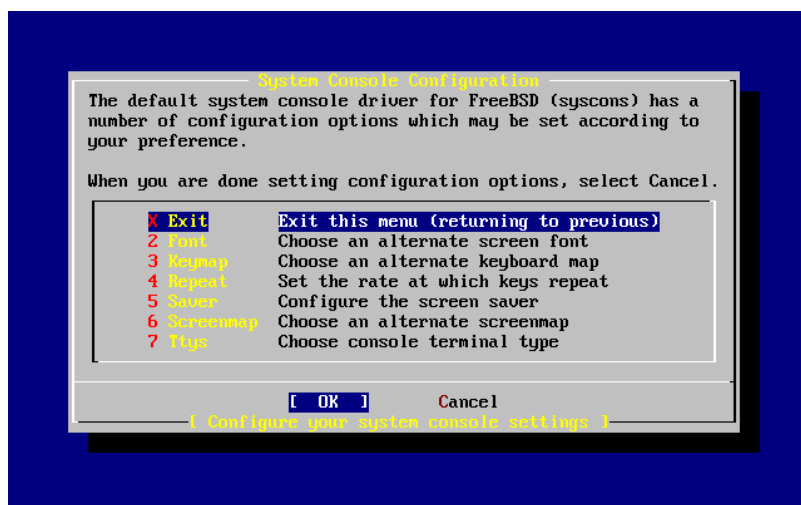 System Console Configuration
The default system console driver for FreeBSD (syscons) has a
number of configuration options which may be set according to
your preference.
When you are done setting configuration options, select Cancel.
X Exit Exit this menu (returning to previous)
2 Font Choose an alternate screen font
3 Keymap Choose an alternate keyboard map
4 Repeat Set the rate at which keys repeat
5 Saver Configure the screen saver
6 Screenmap Choose an alternate screenmap
7 Ttys Choose console terminal type
[ OK ] Cancel
[ Configure your system console settings ]